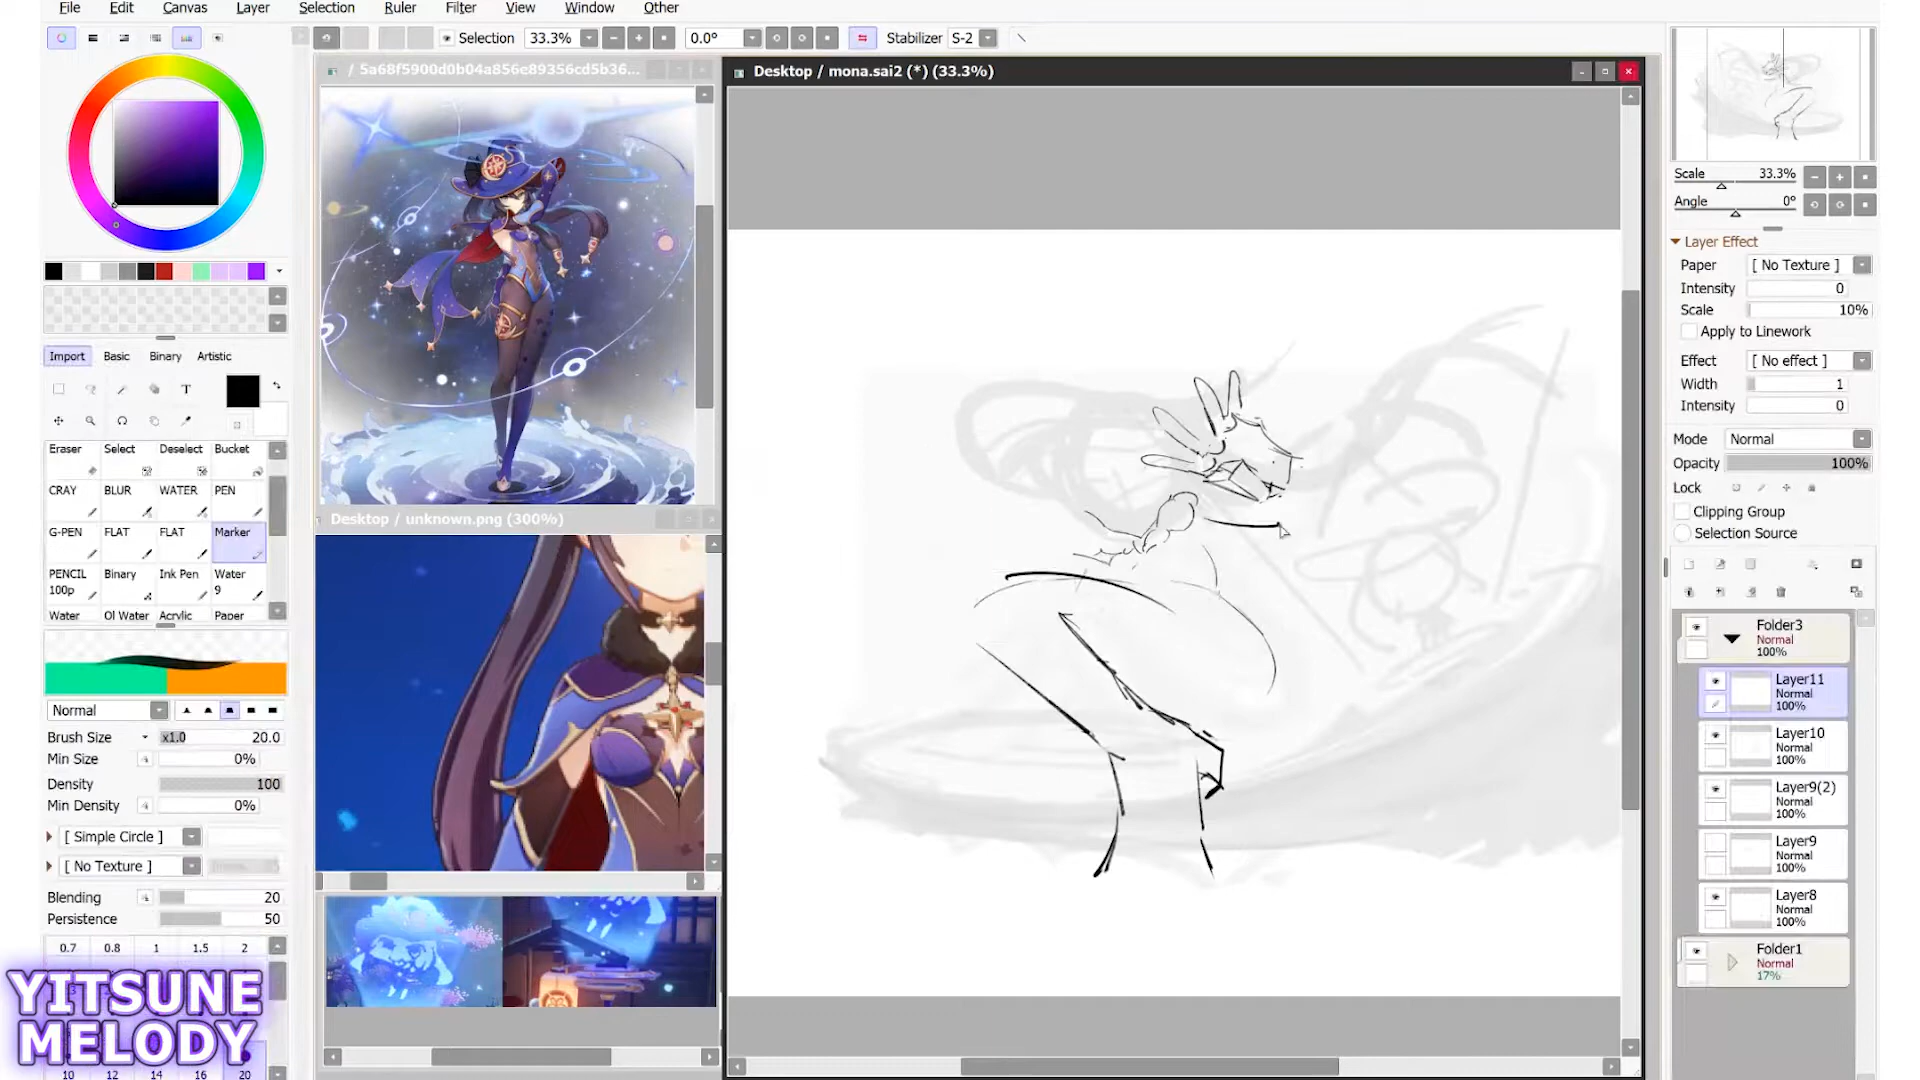 File Edit Canvas Layer Selection Ruler Filter View Window Other
Selection 33.3% 0.0° Stabilizer S-2
/ 5a68f5900d0b04a856e89356cd5b36...
Desktop / mona.sai2 (*) (33.3%)
Desktop / unknown.png (300%)
Import Basic Binary Artistic
T
Eraser Select Deselect Bucket
CRAY BLUR WATER PEN
G-PEN FLAT FLAT Marker
PENCIL 100p Binary Ink Pen Water 9
Water Ol Water Acrylic Paper
Normal
Brush Size x1.0 20.0
Min Size 0%
Density 100
Min Density 0%
[ Simple Circle ]
[ No Texture ]
Blending 20
Persistence 50
0.7 0.8 1 1.5 2
10 12 14 16 20
YITSUNE
MELODY
Scale 33.3%
Angle 0°
Layer Effect
Paper [ No Texture ]
Intensity 0
Scale 10%
Apply to Linework
Effect [ No effect ]
Width 1
Intensity 0
Mode Normal
Opacity 100%
Lock
Clipping Group
Selection Source
Folder3
Normal
100%
Layer11
Normal
100%
Layer10
Normal
100%
Layer9(2)
Normal
100%
Layer9
Normal
100%
Layer8
Normal
100%
Folder1
Normal
17%